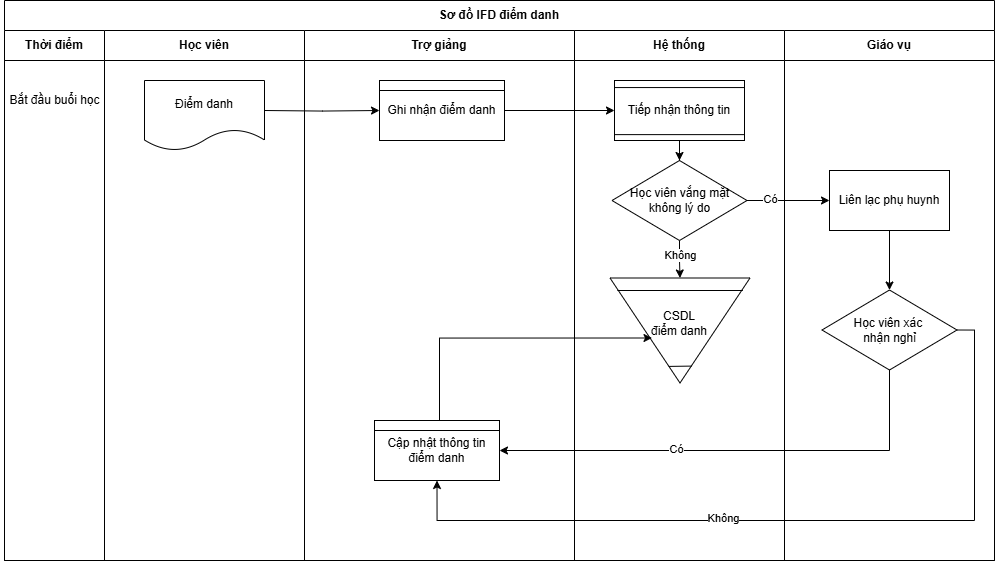 Sơ đồ IFD điểm danh
Thời điểm
Học viên
Trợ giảng
Hệ thống
Giáo vụ
Bắt đầu buổi học
Điểm danh
Ghi nhận điểm danh
Tiếp nhận thông tin
Học viên vắng mặt
không lý do
Có
Liên lạc phụ huynh
Không
CSDL
điểm danh
Học viên xác
nhận nghỉ
Cập nhật thông tin
điểm danh
Có
Không